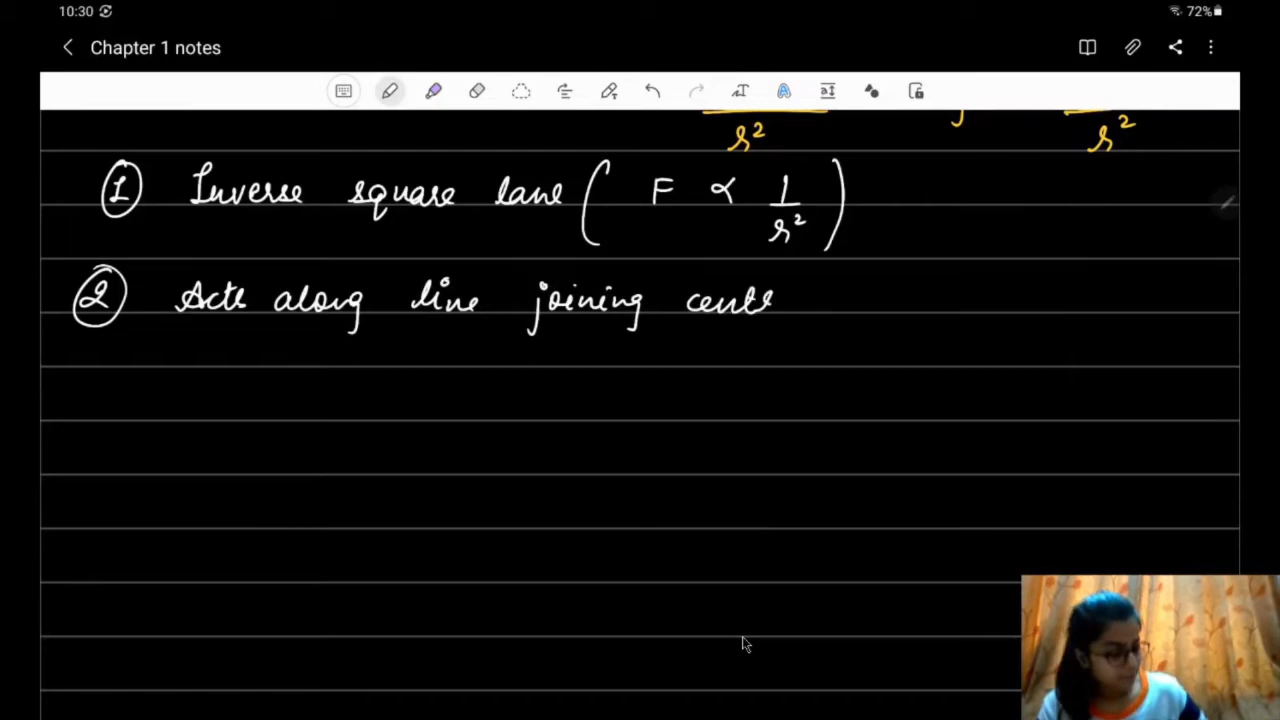 10:30
72%
Chapter 1 notes
r² r²
① Inverse square lane ( F ∝ 1/r² )
② Acts along line joining cente